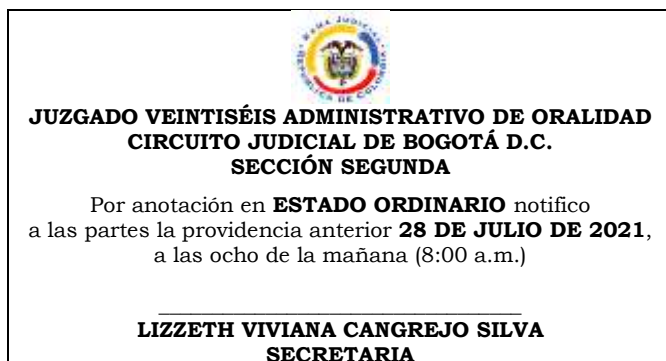 JUZGADO VEINTISÉIS ADMINISTRATIVO DE ORALIDAD
CIRCUITO JUDICIAL DE BOGOTÁ D.C.
SECCIÓN SEGUNDA
Por anotación en ESTADO ORDINARIO notifico
a las partes la providencia anterior 28 DE JULIO DE 2021,
a las ocho de la mañana (8:00 a.m.)
LIZZETH VIVIANA CANGREJO SILVA
SECRETARIA